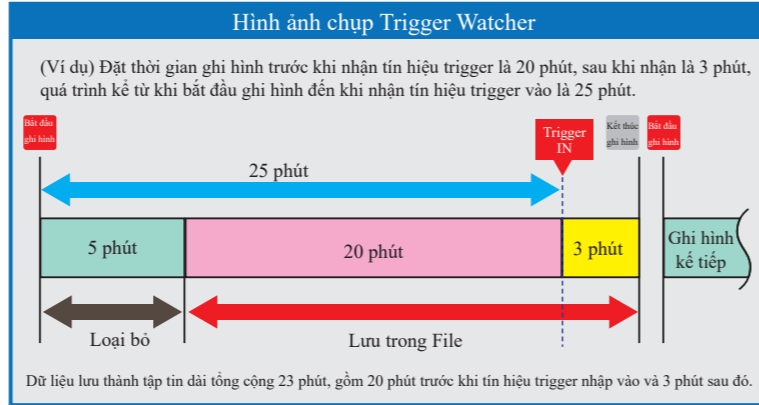 Hình ảnh chụp Trigger Watcher
(Ví dụ) Đặt thời gian ghi hình trước khi nhận tín hiệu trigger là 20 phút, sau khi nhận là 3 phút,
quá trình kể từ khi bắt đầu ghi hình đến khi nhận tín hiệu trigger vào là 25 phút.
Bắt đầu
ghi hình
Trigger
IN
Kết thúc
ghi hình
Bắt đầu
ghi hình
25 phút
5 phút
20 phút
3 phút
Ghi hình
kế tiếp
Loại bỏ
Lưu trong File
Dữ liệu lưu thành tập tin dài tổng cộng 23 phút, gồm 20 phút trước khi tín hiệu trigger nhập vào và 3 phút sau đó.